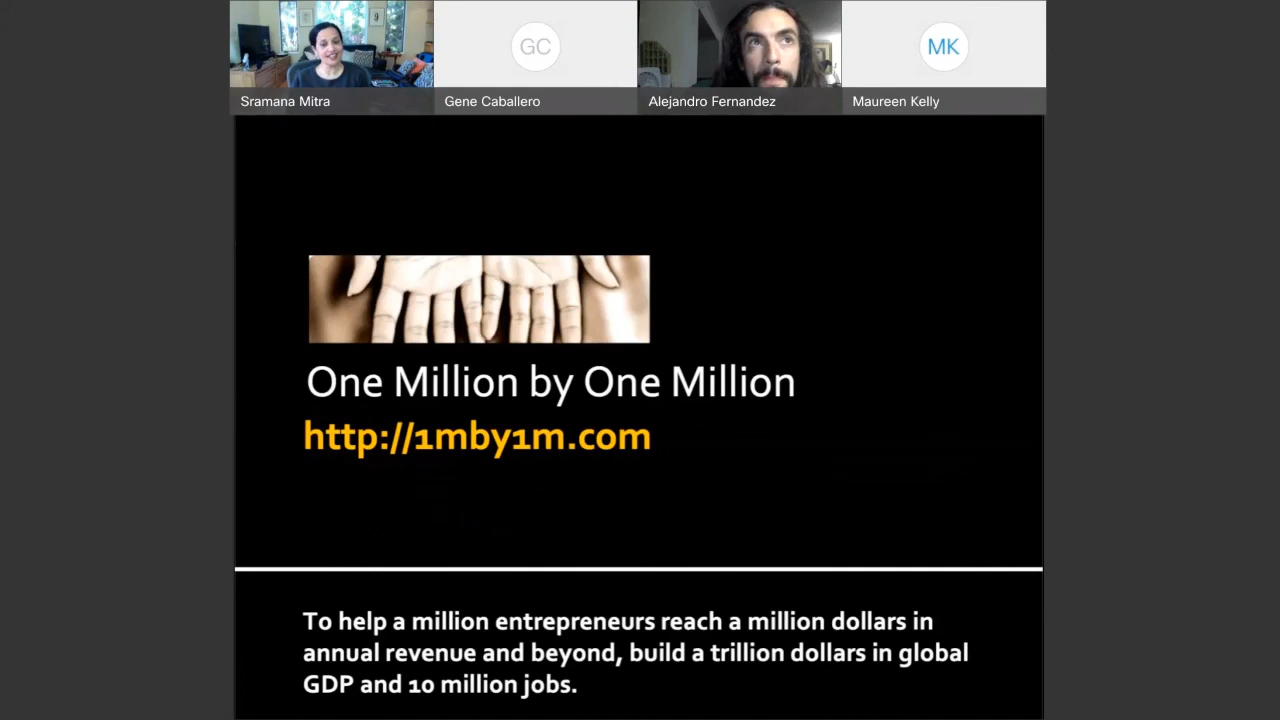 GC
MK
Sramana Mitra
Gene Caballero
Alejandro Fernandez
Maureen Kelly
One Million by One Million
http://1mby1m.com
To help a million entrepreneurs reach a million dollars in
annual revenue and beyond, build a trillion dollars in global
GDP and 10 million jobs.